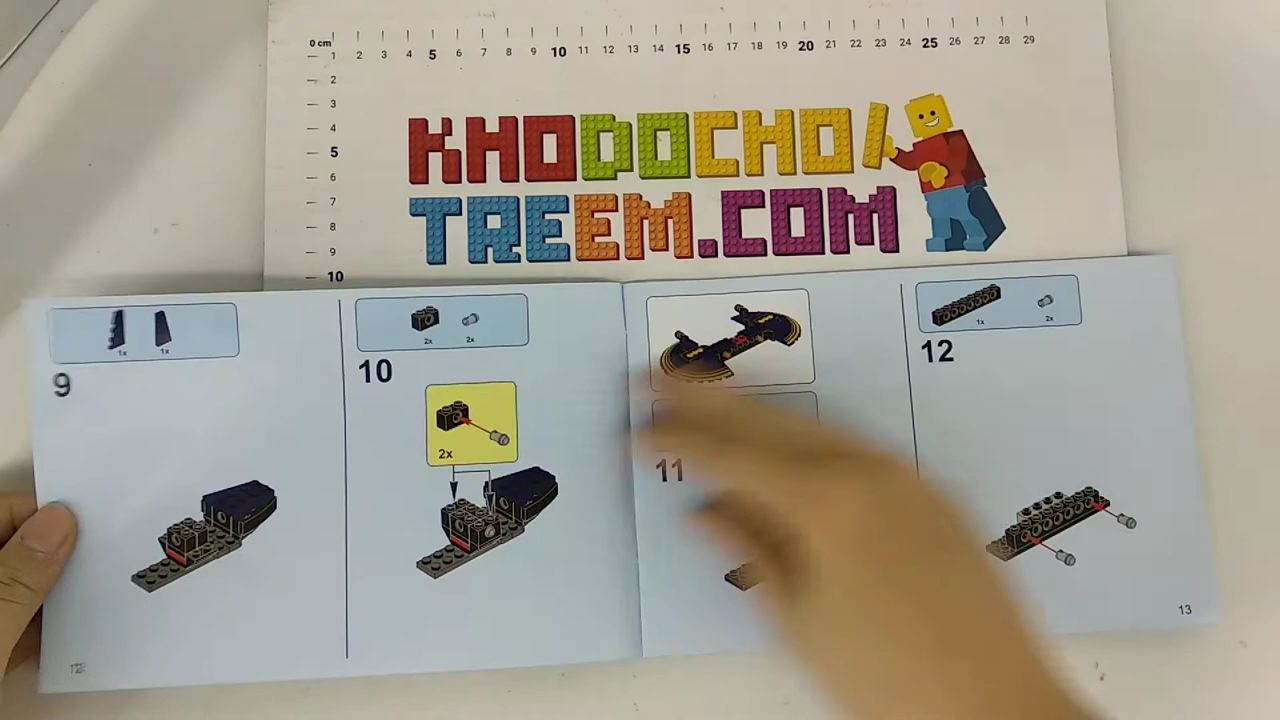 0 cm 1 2 3 4 5 6 7 8 9 10 11 12 13 14 15 16 17 18 19 20 21 22 23 24 25 26 27 28 29
1
2
3
4
5
6
7
8
9
10
KHODOCHOI
TREEM.COM
1x 1x
9
2x 2x
10
2x
11
1x 2x
12
12
13